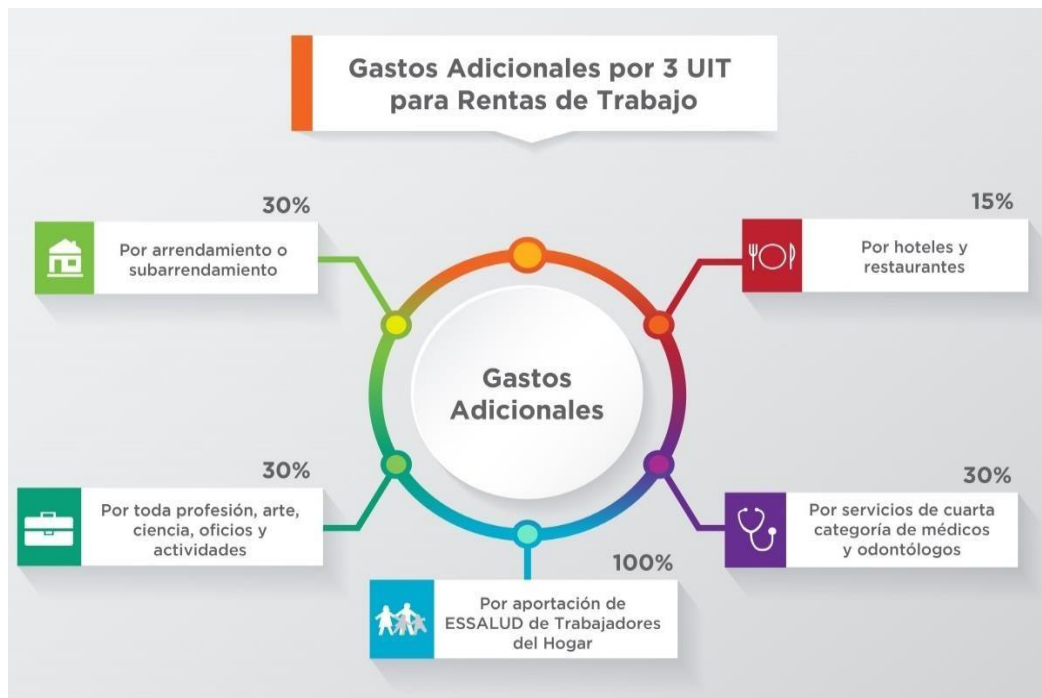 Gastos Adicionales por 3 UIT
para Rentas de Trabajo
30%
Por arrendamiento o
subarrendamiento
15%
Por hoteles y
restaurantes
Gastos
Adicionales
30%
Por toda profesión, arte,
ciencia, oficios y
actividades
30%
Por servicios de cuarta
categoría de médicos
y odontólogos
100%
Por aportación de
ESSALUD de Trabajadores
del Hogar